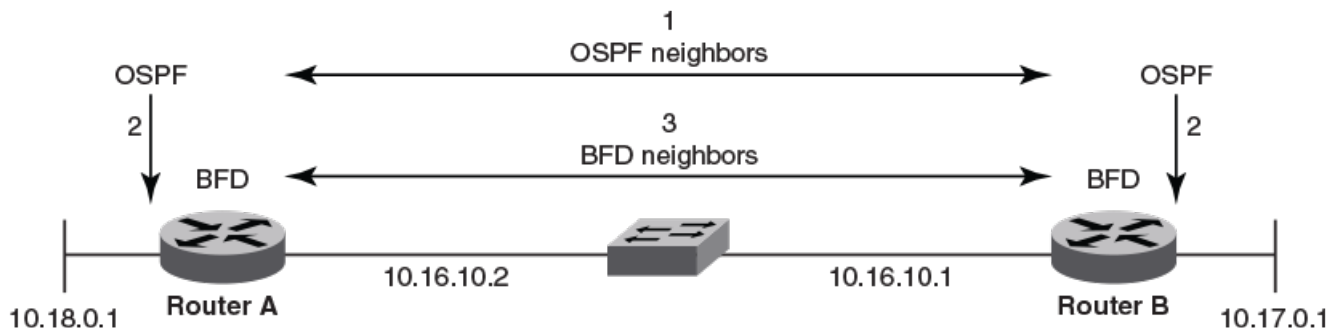 1
OSPF neighbors
OSPF
OSPF
2
2
3
BFD neighbors
BFD
BFD
10.16.10.2
10.16.10.1
Router A
Router B
10.18.0.1
10.17.0.1